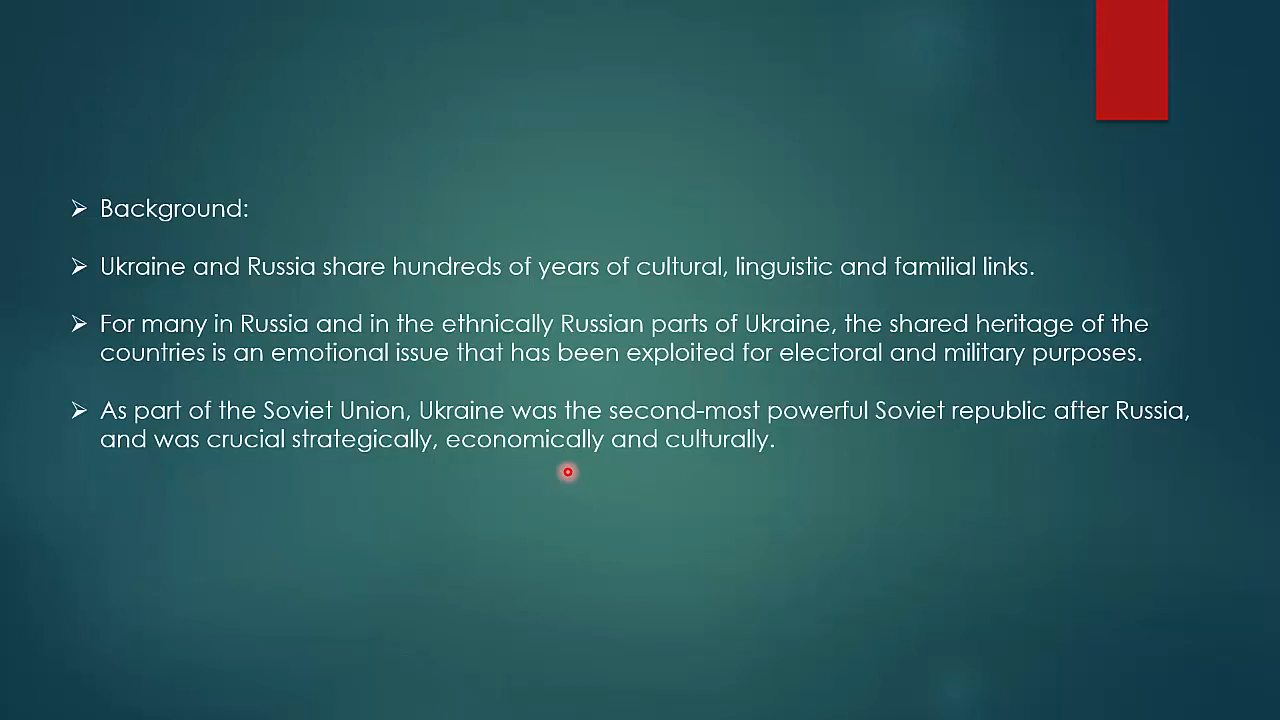 ➢ Background:
➢ Ukraine and Russia share hundreds of years of cultural, linguistic and familial links.
➢ For many in Russia and in the ethnically Russian parts of Ukraine, the shared heritage of the
countries is an emotional issue that has been exploited for electoral and military purposes.
➢ As part of the Soviet Union, Ukraine was the second-most powerful Soviet republic after Russia,
and was crucial strategically, economically and culturally.